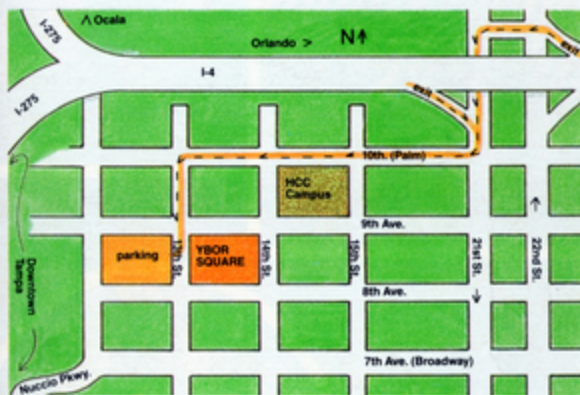 I-275
^ Ocala
Orlando >
N↑
I-4
I-275
exit
exit
10th. (Palm)
HCC
Campus
9th Ave.
parking
13th St.
YBOR
SQUARE
14th St.
15th St.
21st St.
22nd St.
Downtown
Tampa
8th Ave.
7th Ave. (Broadway)
Nuccio Pkwy.